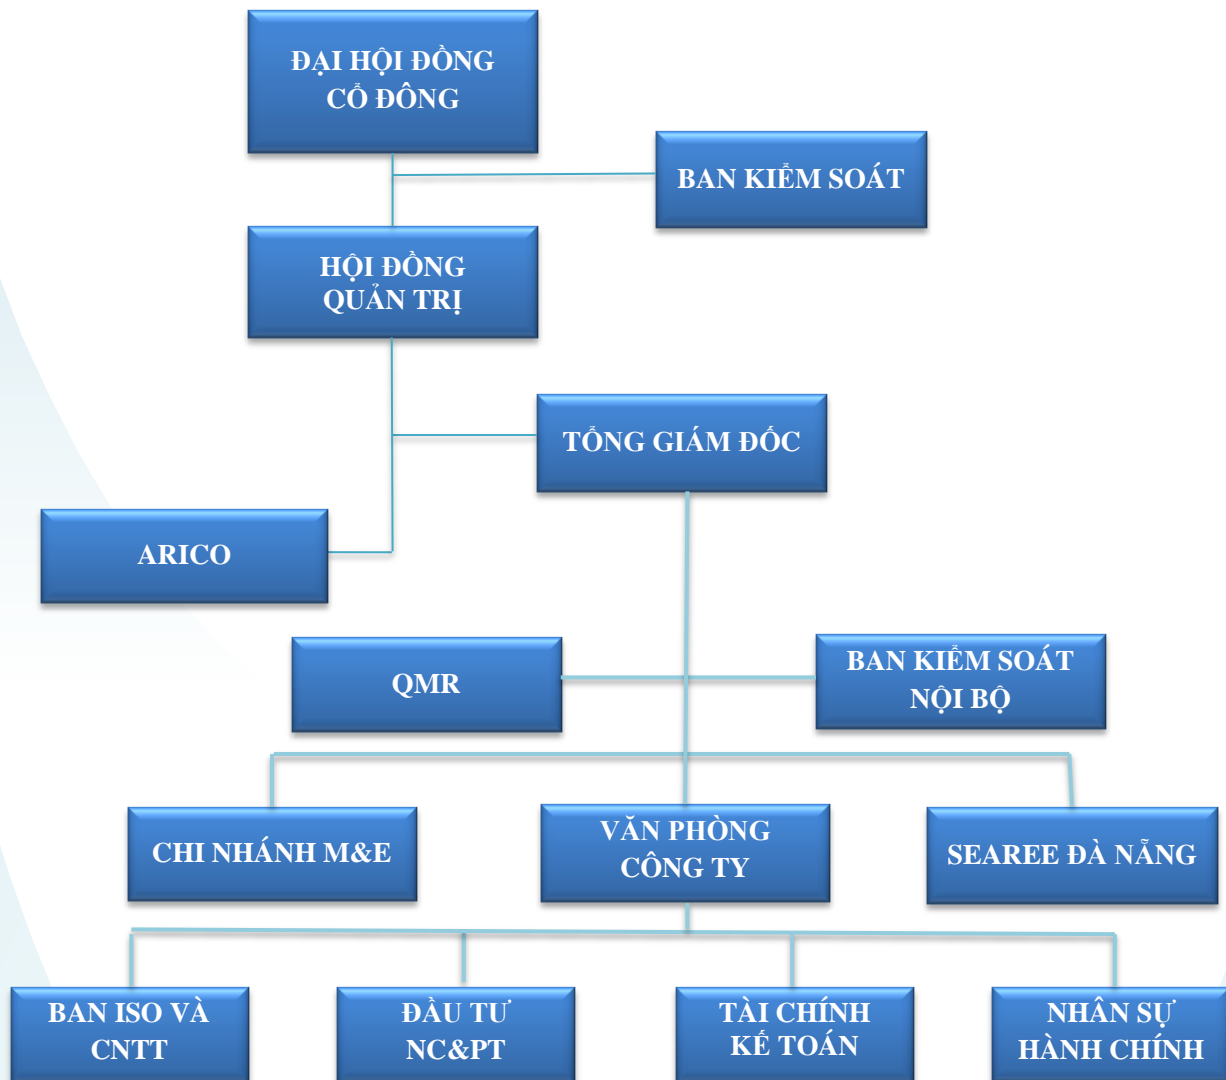 ĐẠI HỘI ĐỒNG
CỔ ĐÔNG
BAN KIỂM SOÁT
HỘI ĐỒNG
QUẢN TRỊ
TỔNG GIÁM ĐỐC
ARICO
QMR
BAN KIỂM SOÁT
NỘI BỘ
CHI NHÁNH M&E
VĂN PHÒNG
CÔNG TY
SEAREE ĐÀ NẴNG
BAN ISO VÀ
CNTT
ĐẦU TƯ
NC&PT
TÀI CHÍNH
KẾ TOÁN
NHÂN SỰ
HÀNH CHÍNH